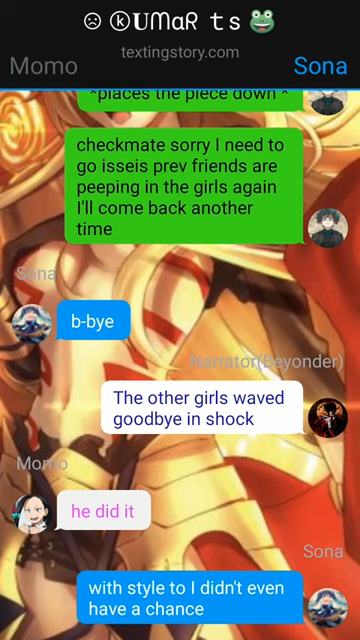 ☹ ⓚ𝐔ᗰɑᖇ ｔｓ🐸
textingstory.com
Momo
Sona
*places the piece down *
checkmate sorry I need to
go isseis prev friends are
peeping in the girls again
I'll come back another
time
Sona
b-bye
Narrator(Beyonder)
The other girls waved
goodbye in shock
Momo
he did it
Sona
with style to I didn't even
have a chance